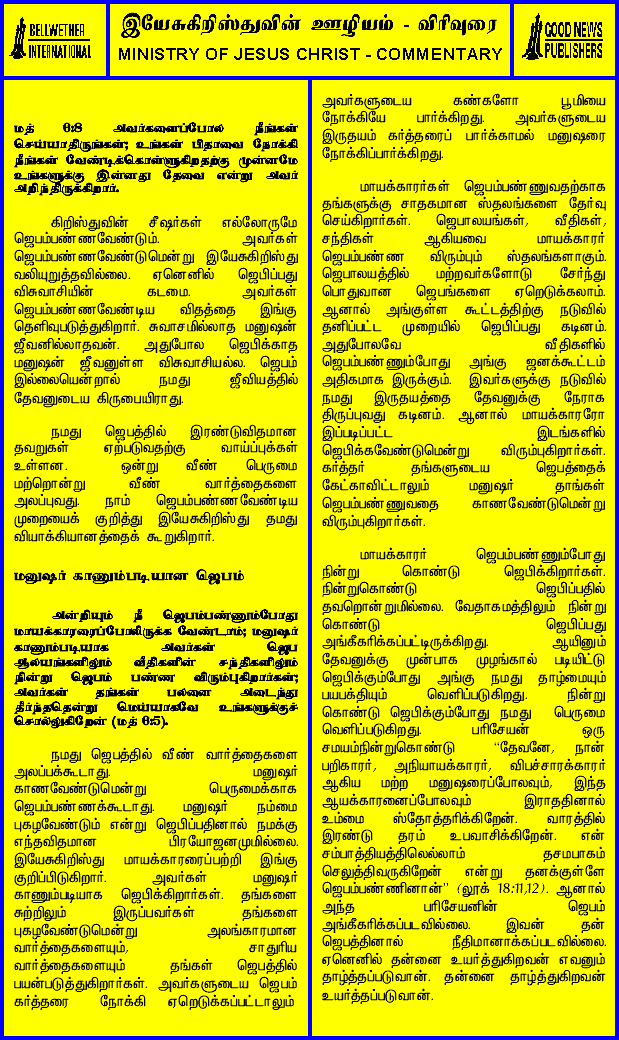 BELLWETHER
INTERNATIONAL
இயேசுகிறிஸ்துவின் ஊழியம் - விரிவுரை
MINISTRY OF JESUS CHRIST - COMMENTARY
GOOD NEWS
PUBLISHERS
மத் 6:8 அவர்களைப்போல நீங்கள்
செய்யாதிருங்கள்; உங்கள் பிதாவை நோக்கி
நீங்கள் வேண்டிக்கொள்ளுகிறதற்கு முன்னமே
உங்களுக்கு இன்னது தேவை என்று அவர்
அறிந்திருக்கிறார்.
கிறிஸ்துவின் சீஷர்கள் எல்லோருமே
ஜெபம்பண்ணவேண்டும். அவர்கள்
ஜெபம்பண்ணவேண்டுமென்று இயேசுகிறிஸ்து
வலியுறுத்தவில்லை. ஏனெனில் ஜெபிப்பது
விசுவாசியின் கடமை. அவர்கள்
ஜெபம்பண்ணவேண்டிய விதத்தை இங்கு
தெளிவுபடுத்துகிறார். சுவாசமில்லாத மனுஷன்
ஜீவனில்லாதவன். அதுபோல ஜெபிக்காத
மனுஷன் ஜீவனுள்ள விசுவாசியல்ல. ஜெபம்
இல்லையென்றால் நமது ஜீவியத்தில்
தேவனுடைய கிருபையிராது.
நமது ஜெபத்தில் இரண்டுவிதமான
தவறுகள் ஏற்படுவதற்கு வாய்ப்புக்கள்
உள்ளன. ஒன்று வீண் பெருமை
மற்றொன்று வீண் வார்த்தைகளை
அலப்புவது. நாம் ஜெபம்பண்ணவேண்டிய
முறையைக் குறித்து இயேசுகிறிஸ்து தமது
வியாக்கியானத்தைக் கூறுகிறார்.
மனுஷர் காணும்படியான ஜெபம்
அன்றியும் நீ ஜெபம்பண்ணும்போது
மாயக்காரரைப்போலிருக்க வேண்டாம்; மனுஷர்
காணும்படியாக அவர்கள் ஜெப
ஆலயங்களிலும் வீதிகளின் சந்திகளிலும்
நின்று ஜெபம் பண்ண விரும்புகிறார்கள்;
அவர்கள் தங்கள் பலனை அடைந்து
தீர்ந்ததென்று மெய்யாகவே உங்களுக்குச்
சொல்லுகிறேன் (மத் 6:5).
நமது ஜெபத்தில் வீண் வார்த்தைகளை
அலப்பக்கூடாது. மனுஷர்
காணவேண்டுமென்று பெருமைக்காக
ஜெபம்பண்ணக்கூடாது. மனுஷர் நம்மை
புகழவேண்டும் என்று ஜெபிப்பதினால் நமக்கு
எந்தவிதமான பிரயோஜனமுமில்லை.
இயேசுகிறிஸ்து மாயக்காரரைப்பற்றி இங்கு
குறிப்பிடுகிறார். அவர்கள் மனுஷர்
காணும்படியாக ஜெபிக்கிறார்கள். தங்களை
சுற்றிலும் இருப்பவர்கள் தங்களை
புகழவேண்டுமென்று அலங்காரமான
வார்த்தைகளையும், சாதுரிய
வார்த்தைகளையும் தங்கள் ஜெபத்தில்
பயன்படுத்துகிறார்கள். அவர்களுடைய ஜெபம்
கர்த்தரை நோக்கி ஏறெடுக்கப்பட்டாலும்
அவர்களுடைய கண்களோ பூமியை
நோக்கியே பார்க்கிறது. அவர்களுடைய
இருதயம் கர்த்தரைப் பார்க்காமல் மனுஷரை
நோக்கிப்பார்க்கிறது.
மாயக்காரர்கள் ஜெபம்பண்ணுவதற்காக
தங்களுக்கு சாதகமான ஸ்தலங்களை தேர்வு
செய்கிறார்கள். ஜெபாலயங்கள், வீதிகள்,
சந்திகள் ஆகியவை மாயக்காரர்
ஜெபம்பண்ண விரும்பும் ஸ்தலங்களாகும்.
ஜெபாலயத்தில் மற்றவர்களோடு சேர்ந்து
பொதுவான ஜெபங்களை ஏறெடுக்கலாம்.
ஆனால் அங்குள்ள கூட்டத்திற்கு நடுவில்
தனிப்பட்ட முறையில் ஜெபிப்பது கடினம்.
அதுபோலவே வீதிகளில்
ஜெபம்பண்ணும்போது அங்கு ஜனக்கூட்டம்
அதிகமாக இருக்கும். இவர்களுக்கு நடுவில்
நமது இருதயத்தை தேவனுக்கு நேராக
திருப்புவது கடினம். ஆனால் மாயக்காரரோ
இப்படிப்பட்ட இடங்களில்
ஜெபிக்கவேண்டுமென்று விரும்புகிறார்கள்.
கர்த்தர் தங்களுடைய ஜெபத்தைக்
கேட்காவிட்டாலும் மனுஷர் தாங்கள்
ஜெபம்பண்ணுவதை காணவேண்டுமென்று
விரும்புகிறார்கள்.
மாயக்காரர் ஜெபம்பண்ணும்போது
நின்று கொண்டு ஜெபிக்கிறார்கள்.
நின்றுகொண்டு ஜெபிப்பதில்
தவறொன்றுமில்லை. வேதாகமத்திலும் நின்று
கொண்டு ஜெபிப்பது
அங்கீகரிக்கப்பட்டிருக்கிறது. ஆயினும்
தேவனுக்கு முன்பாக முழங்கால் படியிட்டு
ஜெபிக்கும்போது அங்கு நமது தாழ்மையும்
பயபக்தியும் வெளிப்படுகிறது. நின்று
கொண்டு ஜெபிக்கும்போது நமது பெருமை
வெளிப்படுகிறது. பரிசேயன் ஒரு
சமயம்நின்றுகொண்டு "தேவனே, நான்
பறிகாரர், அநியாயக்காரர், விபச்சாரக்காரர்
ஆகிய மற்ற மனுஷரைப்போலவும், இந்த
ஆயக்காரனைப்போலவும் இராததினால்
உம்மை ஸ்தோத்தரிக்கிறேன். வாரத்தில்
இரண்டு தரம் உபவாசிக்கிறேன். என்
சம்பாத்தியத்திலெல்லாம் தசமபாகம்
செலுத்திவருகிறேன் என்று தனக்குள்ளே
ஜெபம்பண்ணினான்" (லூக் 18:11,12). ஆனால்
அந்த பரிசேயனின் ஜெபம்
அங்கீகரிக்கப்படவில்லை. இவன் தன்
ஜெபத்தினால் நீதிமானாக்கப்படவில்லை.
ஏனெனில் தன்னை உயர்த்துகிறவன் எவனும்
தாழ்த்தப்படுவான். தன்னை தாழ்த்துகிறவன்
உயர்த்தப்படுவான்.